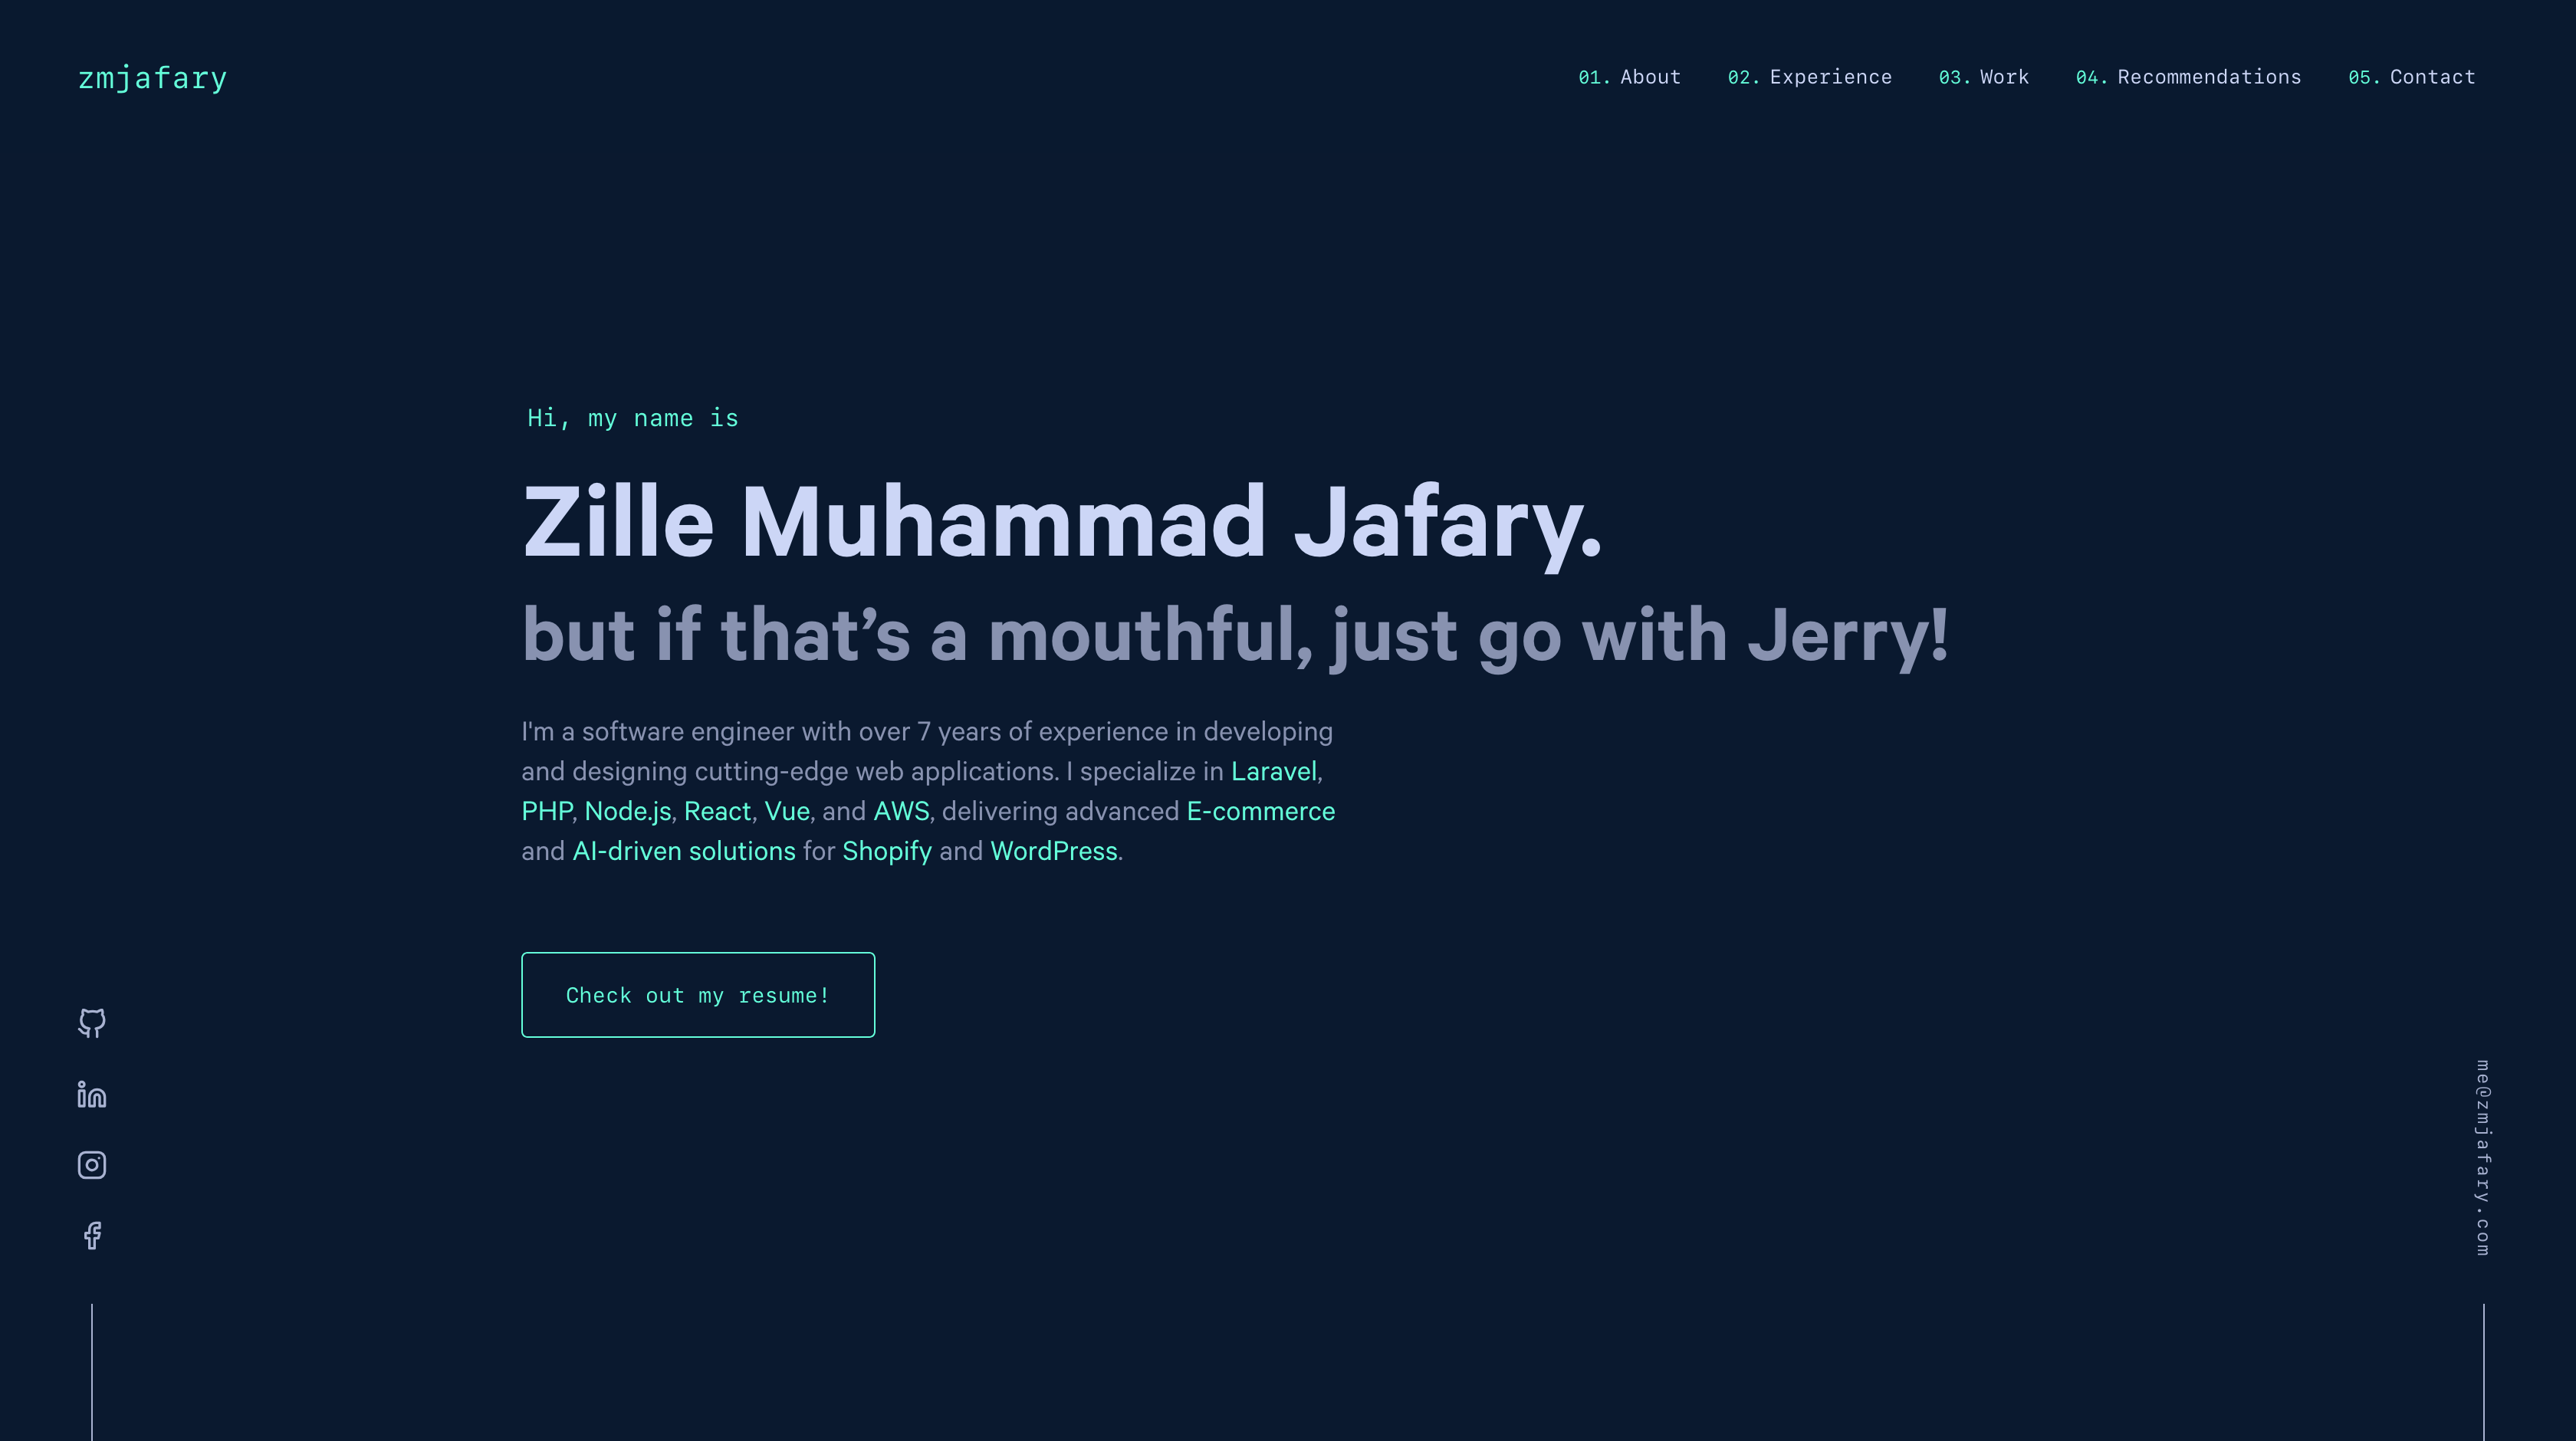 zmjafary
01. About 02. Experience 03. Work 04. Recommendations 05. Contact
Hi, my name is
Zille Muhammad Jafary.
but if that’s a mouthful, just go with Jerry!
I'm a software engineer with over 7 years of experience in developing
and designing cutting-edge web applications. I specialize in Laravel,
PHP, Node.js, React, Vue, and AWS, delivering advanced E-commerce
and AI-driven solutions for Shopify and WordPress.
Check out my resume!
me@zmjafary.com